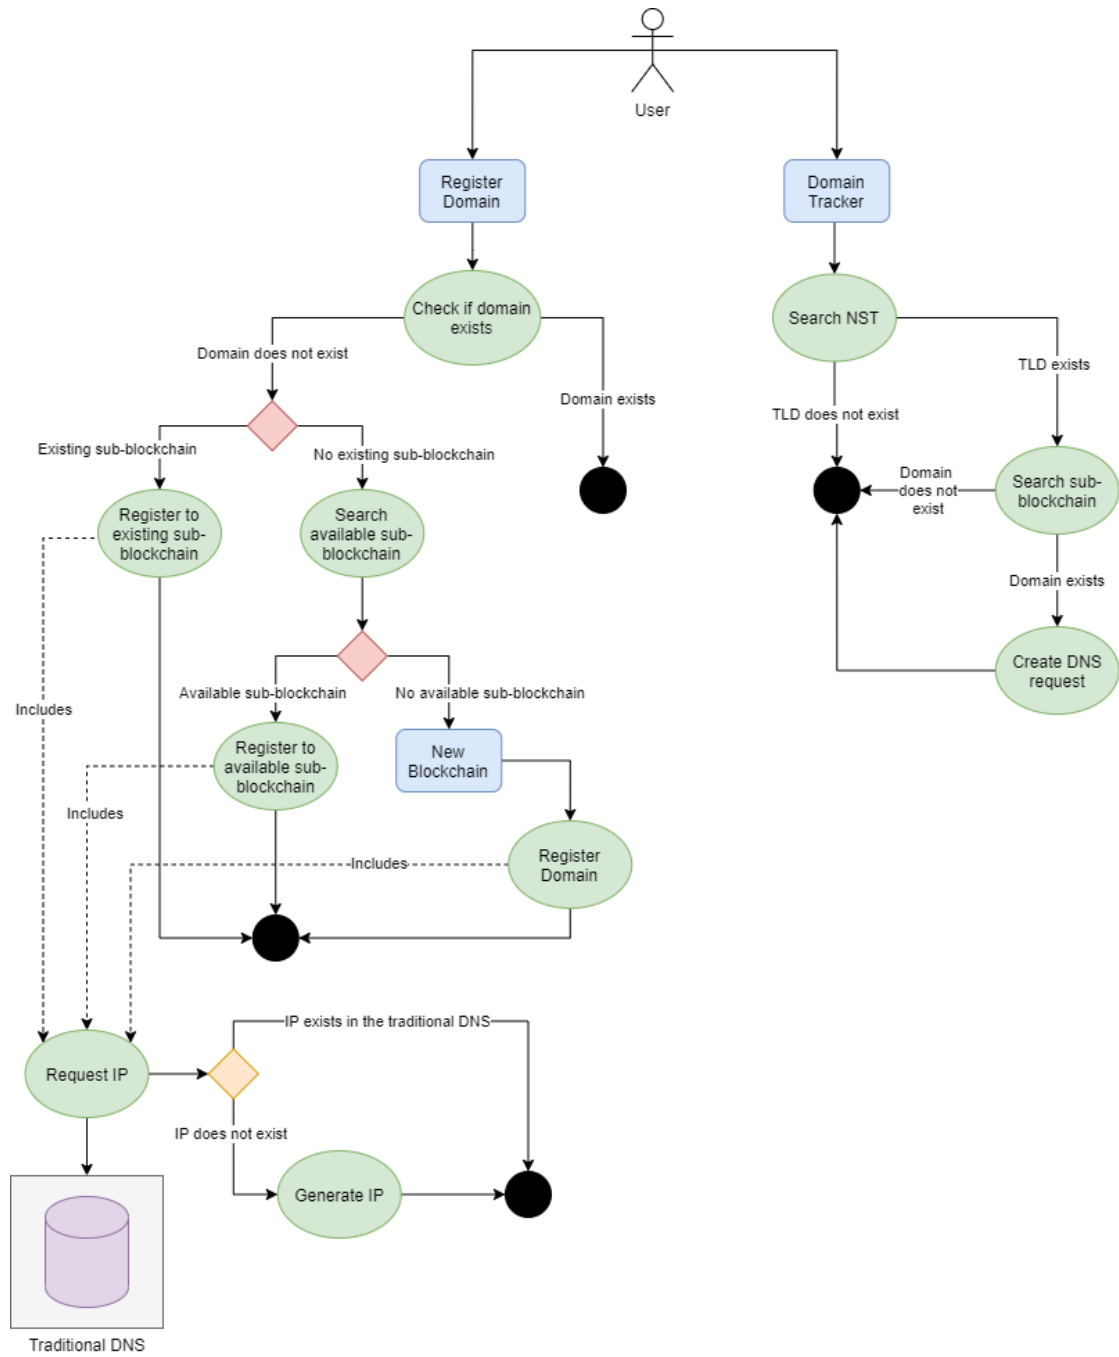 User
Register
Domain
Domain
Tracker
Check if domain
exists
Search NST
Domain does not exist
TLD exists
Domain exists
TLD does not exist
Existing sub-blockchain
No existing sub-blockchain
Domain
does not
exist
Search sub-
blockchain
Register to
existing sub-
blockchain
Search
available sub-
blockchain
Domain exists
Create DNS
request
Available sub-blockchain
No available sub-blockchain
Includes
Register to
available sub-
blockchain
New
Blockchain
Includes
Includes
Register
Domain
IP exists in the traditional DNS
Request IP
IP does not exist
Generate IP
Traditional DNS